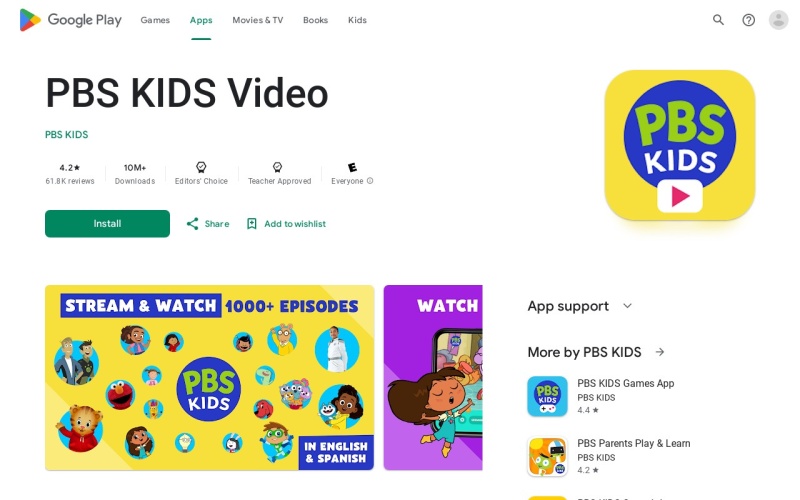 Google Play
Games
Apps
Movies & TV
Books
Kids
PBS KIDS Video
PBS KIDS
4.2★
61.8K reviews
10M+
Downloads
Editors' Choice
Teacher Approved
E
Everyone
Install
Share
Add to wishlist
PBS
KIDS
STREAM & WATCH 1000+ EPISODES
PBS
KIDS
IN ENGLISH
& SPANISH
WATCH
App support
More by PBS KIDS
PBS KIDS Games App
PBS KIDS
4.4 ★
PBS Parents Play & Learn
PBS KIDS
4.2 ★